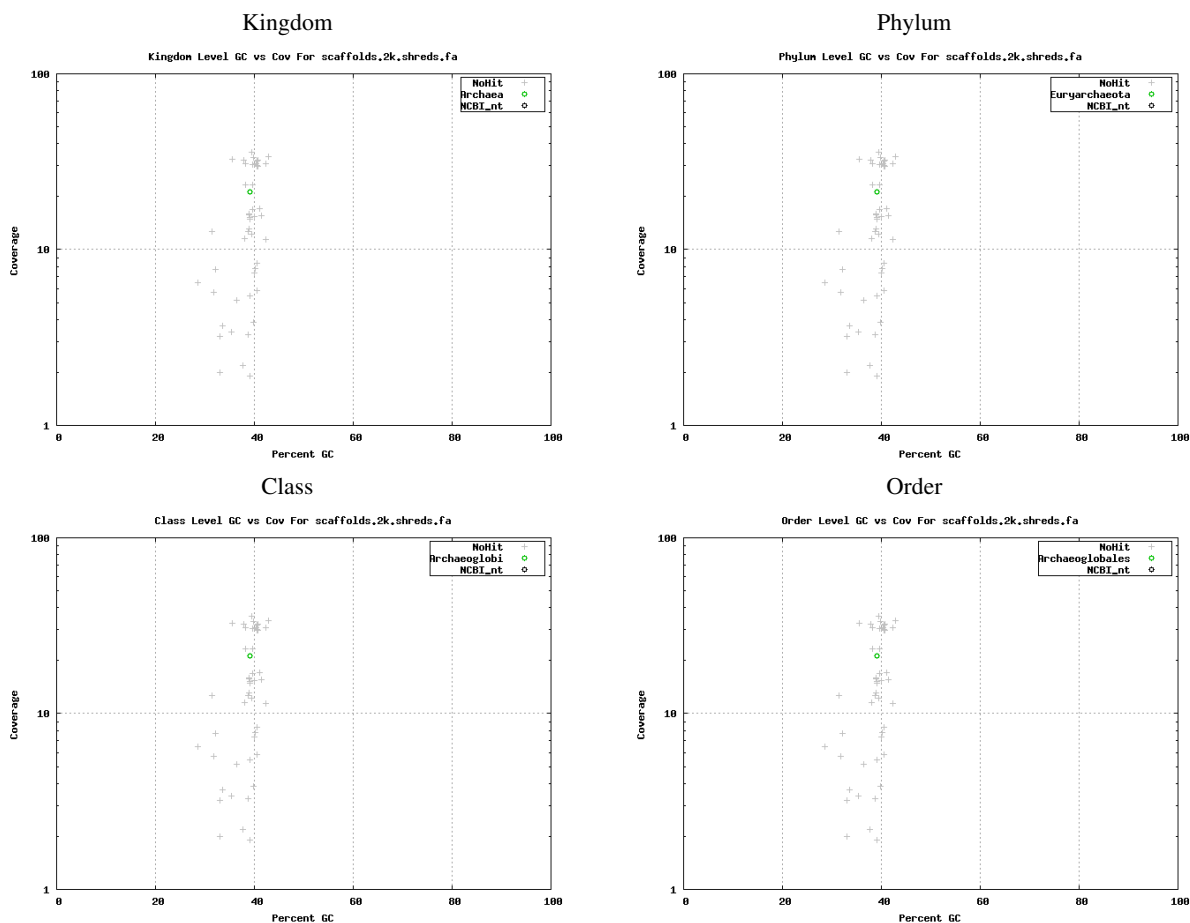 Kingdom
Kingdom Level GC vs Cov For scaffolds.2k.shreds.fa
100
NoHit
Archaea
NCBI_nt
10
Coverage
1
0 20 40 60 80 100
Percent GC
Phylum
Phylum Level GC vs Cov For scaffolds.2k.shreds.fa
100
NoHit
Euryarchaeota
NCBI_nt
10
Coverage
1
0 20 40 60 80 100
Percent GC
Class
Class Level GC vs Cov For scaffolds.2k.shreds.fa
100
NoHit
Archaeoglobi
NCBI_nt
10
Coverage
1
0 20 40 60 80 100
Percent GC
Order
Order Level GC vs Cov For scaffolds.2k.shreds.fa
100
NoHit
Archaeoglobales
NCBI_nt
10
Coverage
1
0 20 40 60 80 100
Percent GC